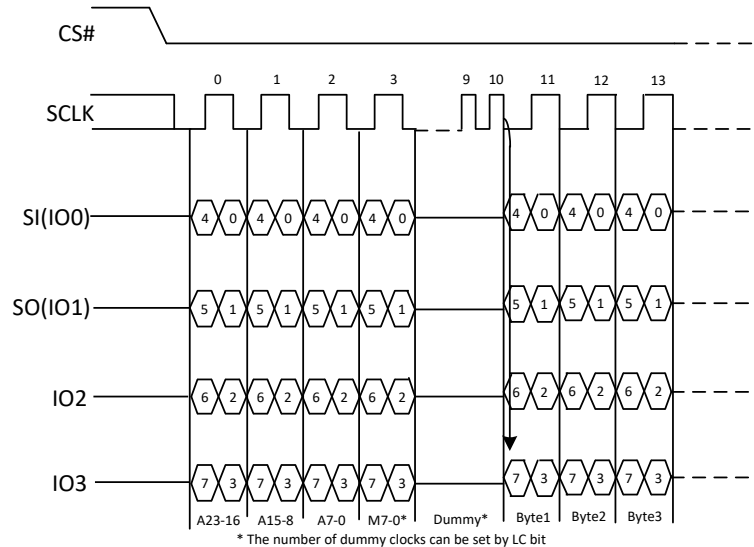 CS#
0 1 2 3 9 10 11 12 13
SCLK
SI(IO0) 4 0 4 0 4 0 4 0 4 0 4 0 4 0
SO(IO1) 5 1 5 1 5 1 5 1 5 1 5 1 5 1
IO2 6 2 6 2 6 2 6 2 6 2 6 2 6 2
IO3 7 3 7 3 7 3 7 3 7 3 7 3 7 3
A23-16 A15-8 A7-0 M7-0* Dummy* Byte1 Byte2 Byte3
* The number of dummy clocks can be set by LC bit